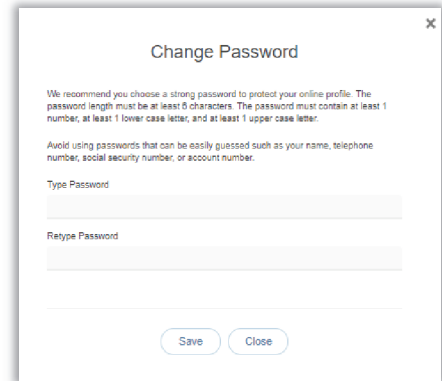 Change Password
We recommend you choose a strong password to protect your online profile. The
password length must be at least 8 characters. The password must contain at least 1
number, at least 1 lower case letter, and at least 1 upper case letter.
Avoid using passwords that can be easily guessed such as your name, telephone
number, social security number, or account number.
Type Password
Retype Password
Save
Close